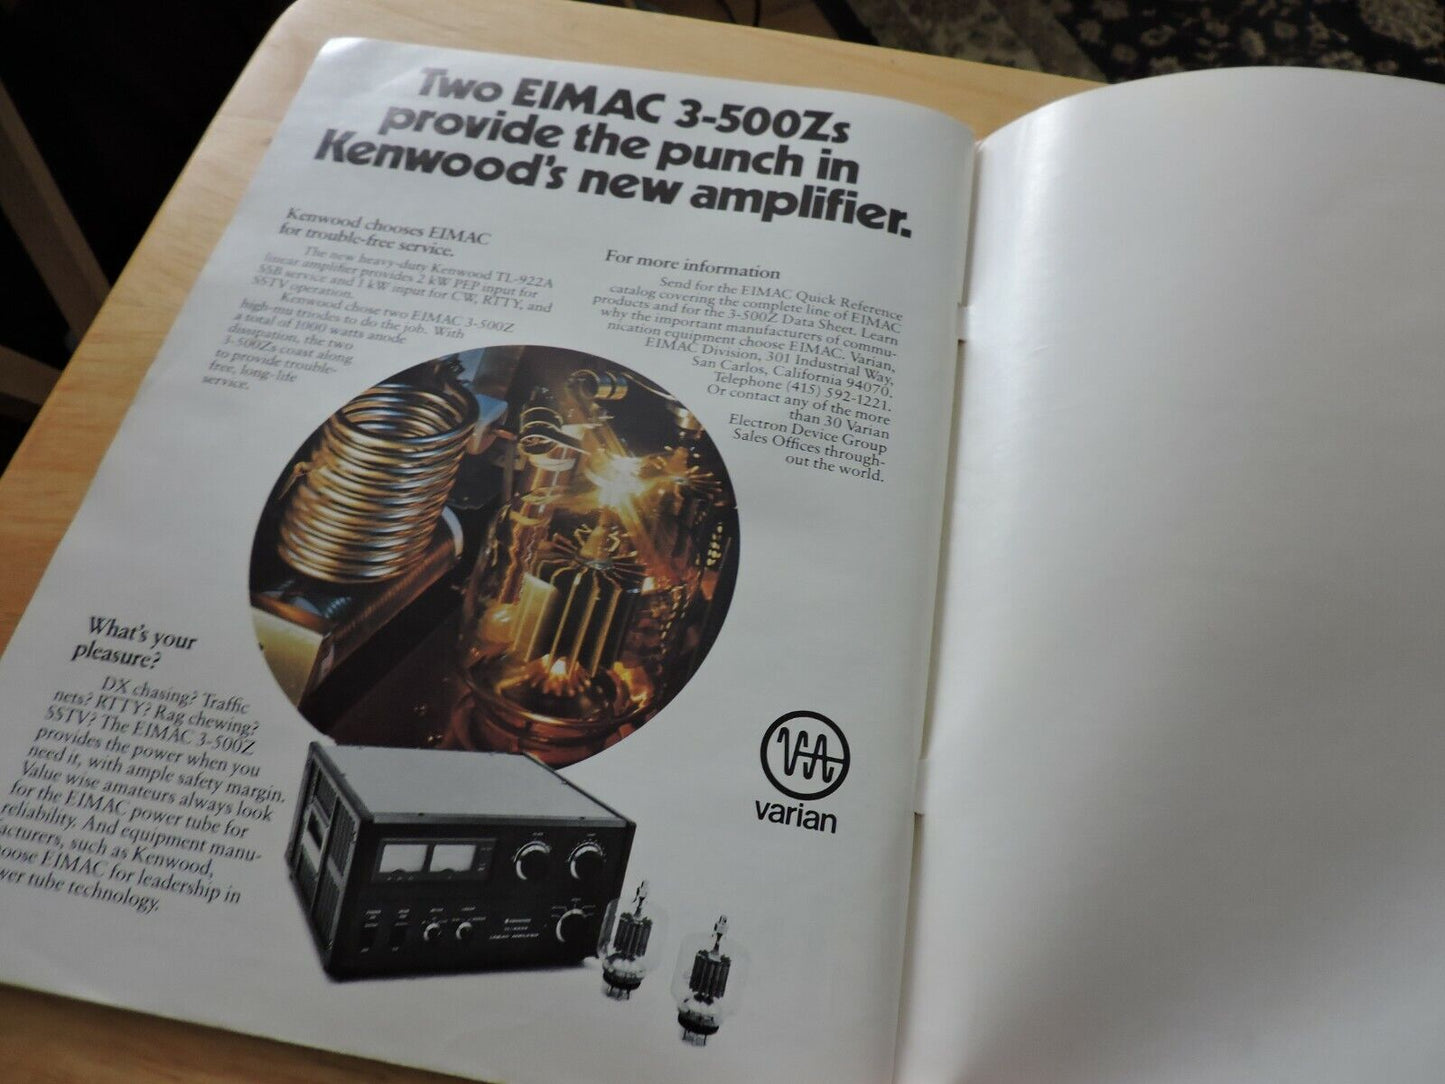 Two EIMAC 3-500Zs
provide the punch in
Kenwood's new amplifier.
Kenwood chooses EIMAC
for trouble-free service.
The new heavy-duty Kenwood TL-922A
linear amplifier provides 2 kW PEP input for
SSB service and 1 kW input for CW, RTTY, and
SSTV operation.
Kenwood chose two EIMAC 3-500Z
high-mu triodes to do the job. With
a total of 1000 watts anode
dissipation, the two
3-500Zs coast along
to provide trouble-
free, long-life
service.
For more information
Send for the EIMAC Quick Reference
catalog covering the complete line of EIMAC
products and for the 3-500Z Data Sheet. Learn
why the important manufacturers of commu-
nication equipment choose EIMAC. Varian,
EIMAC Division, 301 Industrial Way,
San Carlos, California 94070.
Telephone (415) 592-1221.
Or contact any of the more
than 30 Varian
Electron Device Group
Sales Offices through-
out the world.
What's your
pleasure?
DX chasing? Traffic
nets? RTTY? Rag chewing?
SSTV? The EIMAC 3-500Z
provides the power when you
need it, with ample safety margin.
Value wise amateurs always look
for the EIMAC power tube for
reliability. And equipment manu-
acturers, such as Kenwood,
oose EIMAC for leadership in
wer tube technology.
varian
KENWOOD
TL-922A
LINEAR AMPLIFIER